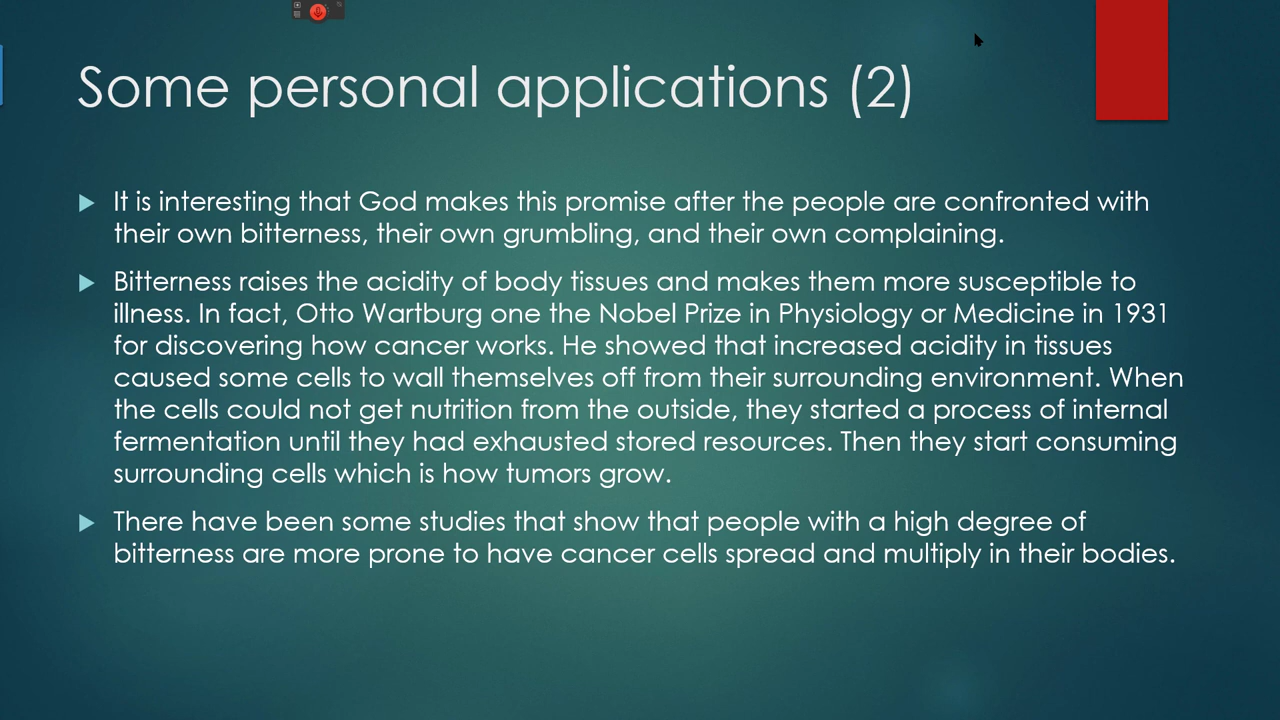 Some personal applications (2)
It is interesting that God makes this promise after the people are confronted with
their own bitterness, their own grumbling, and their own complaining.
Bitterness raises the acidity of body tissues and makes them more susceptible to
illness. In fact, Otto Wartburg one the Nobel Prize in Physiology or Medicine in 1931
for discovering how cancer works. He showed that increased acidity in tissues
caused some cells to wall themselves off from their surrounding environment. When
the cells could not get nutrition from the outside, they started a process of internal
fermentation until they had exhausted stored resources. Then they start consuming
surrounding cells which is how tumors grow.
There have been some studies that show that people with a high degree of
bitterness are more prone to have cancer cells spread and multiply in their bodies.